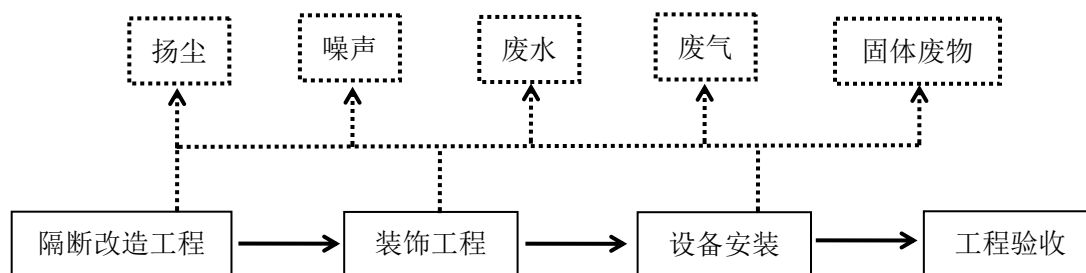 扬尘
噪声
废水
废气
固体废物
隔断改造工程
装饰工程
设备安装
工程验收